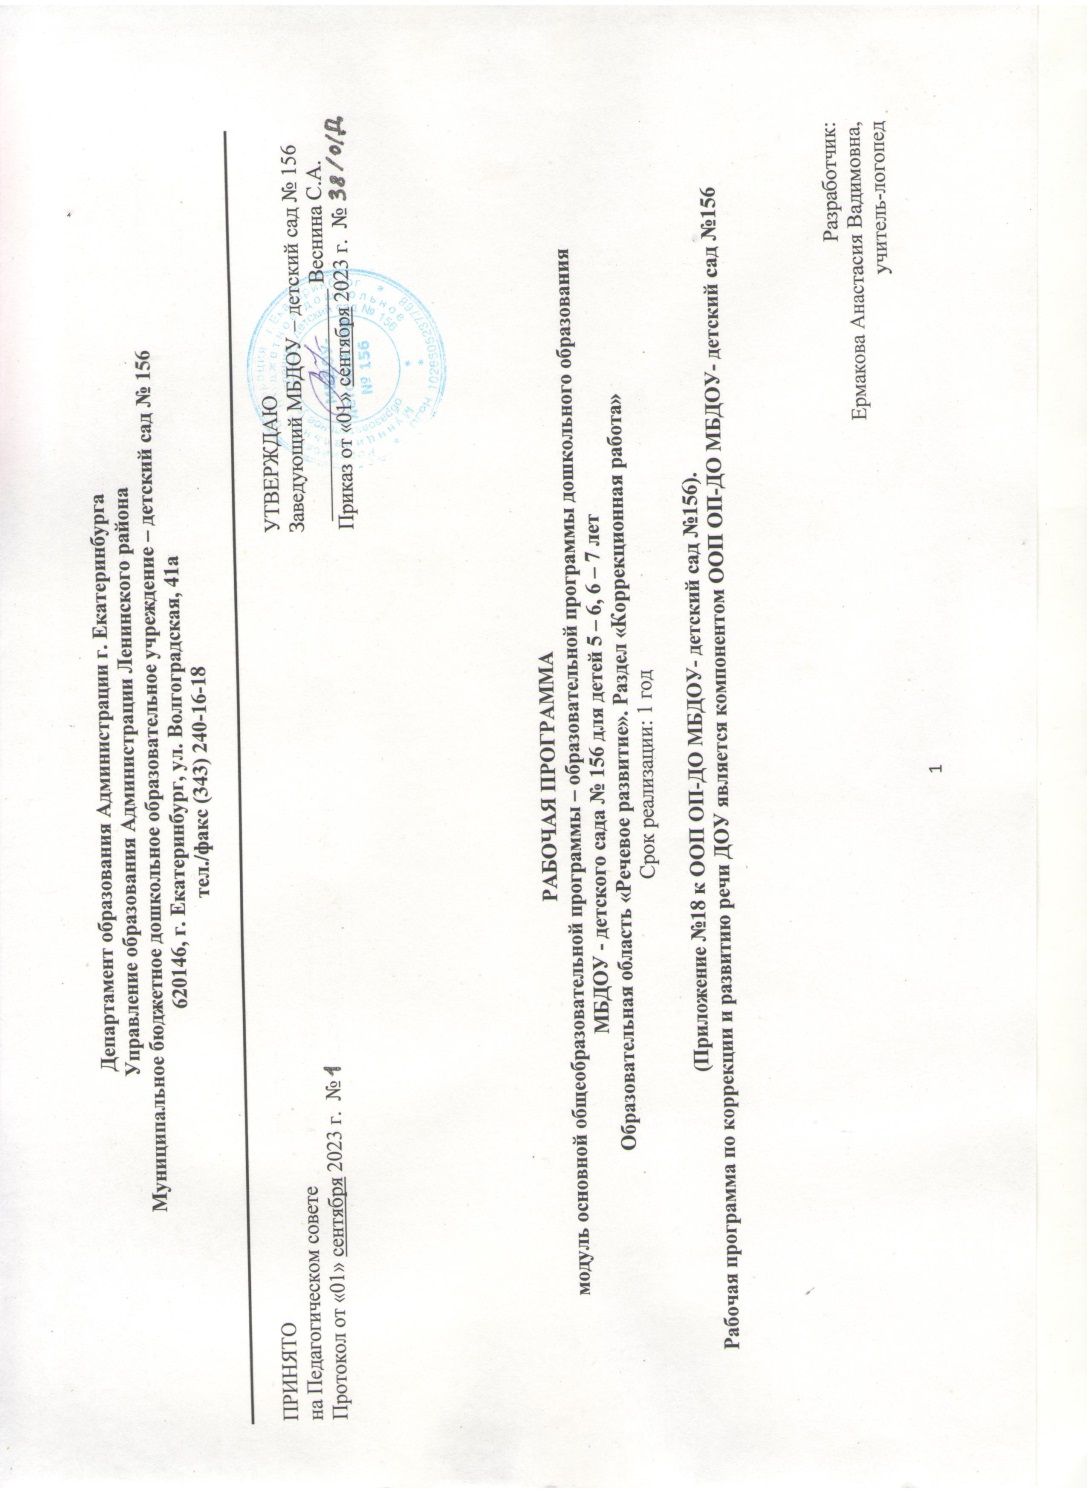 Департамент образования Администрации г. Екатеринбурга
Управление образования Администрации Ленинского района
Муниципальное бюджетное дошкольное образовательное учреждение – детский сад № 156
620146, г. Екатеринбург, ул. Волгоградская, 41а
тел./факс (343) 240-16-18
ПРИНЯТО
на Педагогическом совете
Протокол от «01» сентября 2023 г. № 1
УТВЕРЖДАЮ
Заведующий МБДОУ – детский сад № 156
Веснина С.А.
Приказ от «01» сентября 2023 г. № 38/О/Д
№ 156
РАБОЧАЯ ПРОГРАММА
модуль основной общеобразовательной программы – образовательной программы дошкольного образования
МБДОУ - детского сада № 156 для детей 5 – 6, 6 – 7 лет
Образовательная область «Речевое развитие». Раздел «Коррекционная работа»
Срок реализации: 1 год
(Приложение №18 к ООП ОП-ДО МБДОУ- детский сад №156).
Рабочая программа по коррекции и развитию речи ДОУ является компонентом ООП ОП-ДО МБДОУ- детский сад №156
Разработчик:
Ермакова Анастасия Вадимовна,
учитель-логопед
1